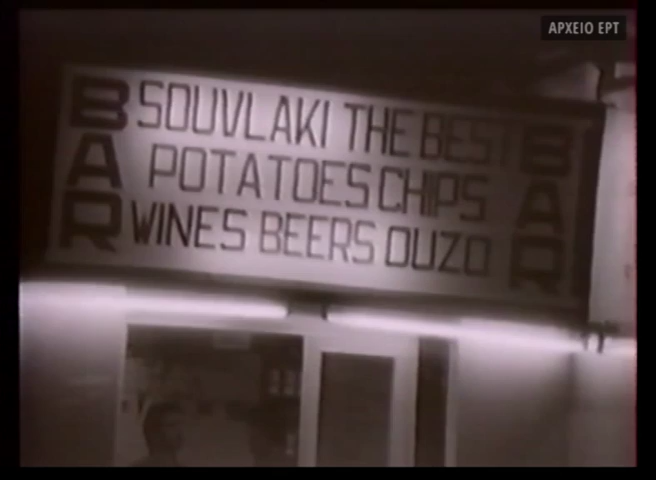 ΑΡΧΕΙΟ ΕΡΤ
BAR SOUVLAKI THE BEST BAR
POTATOES CHIPS
WINES BEERS OUZO